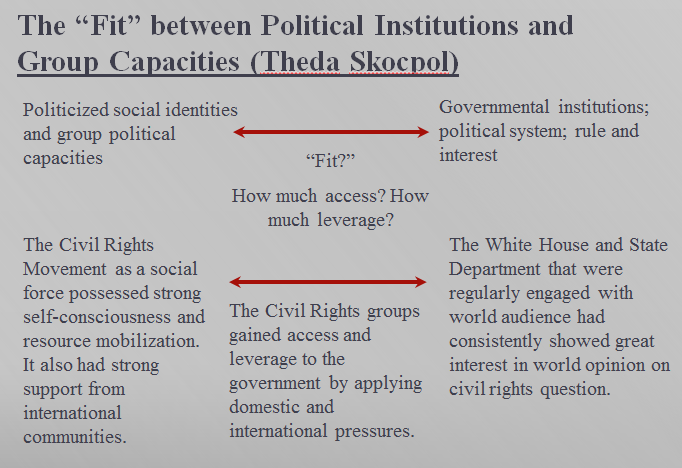 The “Fit” between Political Institutions and
Group Capacities (Theda Skocpol)
Politicized social identities
and group political
capacities
“Fit?”
How much access? How
much leverage?
Governmental institutions;
political system; rule and
interest
The Civil Rights
Movement as a social
force possessed strong
self-consciousness and
resource mobilization.
It also had strong
support from
international
communities.
The Civil Rights groups
gained access and
leverage to the
government by applying
domestic and
international pressures.
The White House and State
Department that were
regularly engaged with
world audience had
consistently showed great
interest in world opinion on
civil rights question.